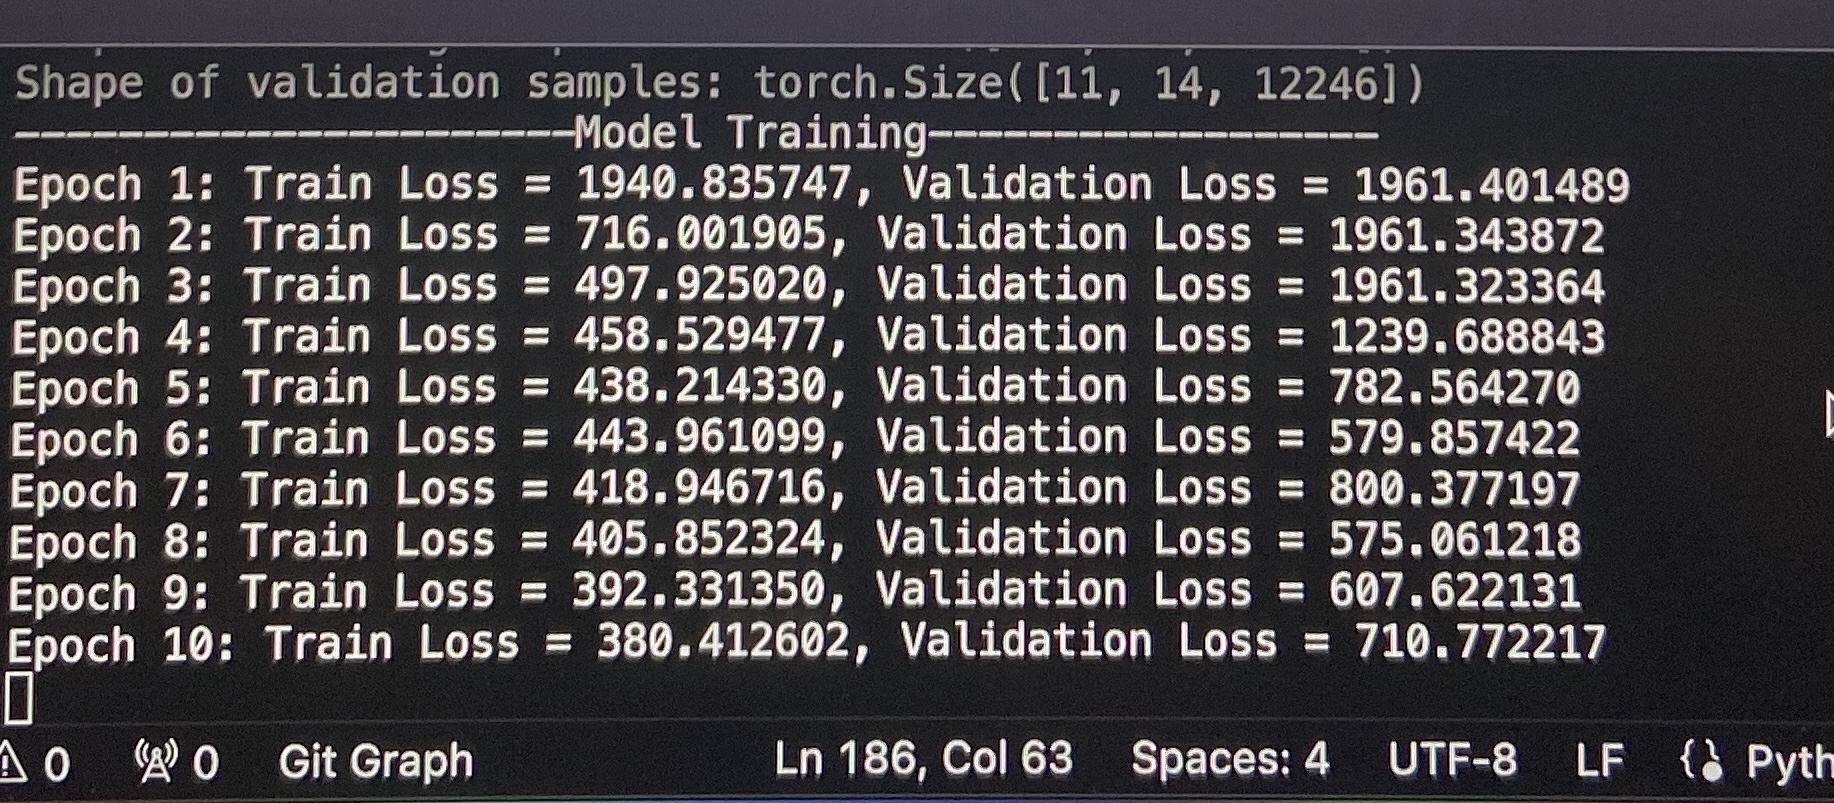 Shape of validation samples: torch.Size([11, 14, 12246])
----------------------Model Training------------------
Epoch 1: Train Loss = 1940.835747, Validation Loss = 1961.401489
Epoch 2: Train Loss = 716.001905, Validation Loss = 1961.343872
Epoch 3: Train Loss = 497.925020, Validation Loss = 1961.323364
Epoch 4: Train Loss = 458.529477, Validation Loss = 1239.688843
Epoch 5: Train Loss = 438.214330, Validation Loss = 782.564270
Epoch 6: Train Loss = 443.961099, Validation Loss = 579.857422
Epoch 7: Train Loss = 418.946716, Validation Loss = 800.377197
Epoch 8: Train Loss = 405.852324, Validation Loss = 575.061218
Epoch 9: Train Loss = 392.331350, Validation Loss = 607.622131
Epoch 10: Train Loss = 380.412602, Validation Loss = 710.772217
0 0 Git Graph Ln 186, Col 63 Spaces: 4 UTF-8 LF Pyth